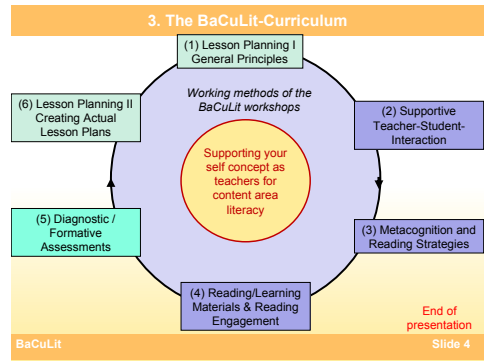 3. The BaCuLit-Curriculum
(1) Lesson Planning I
General Principles
Working methods of the
BaCuLit workshops
(6) Lesson Planning II
Creating Actual
Lesson Plans
(2) Supportive
Teacher-Student-
Interaction
Supporting your
self concept as
teachers for
content area
literacy
(5) Diagnostic /
Formative
Assessments
(3) Metacognition and
Reading Strategies
(4) Reading/Learning
Materials & Reading
Engagement
End of
presentation
BaCuLit
Slide 4